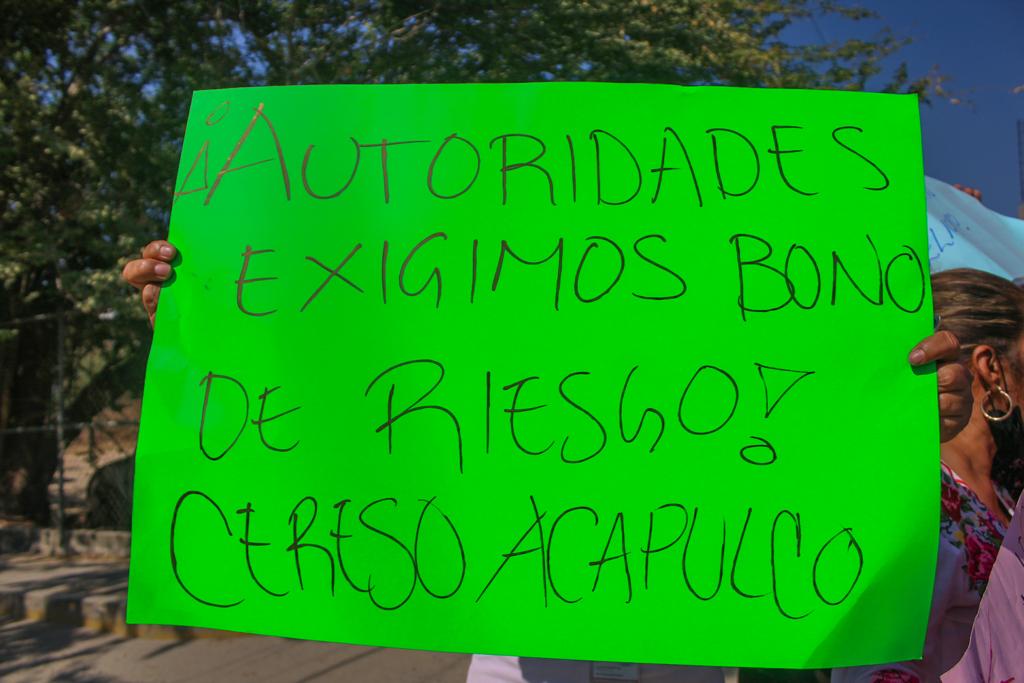 ¡AUTORIDADES
EXIGIMOS BONO
DE RIESGO!
CERESO ACAPULCO